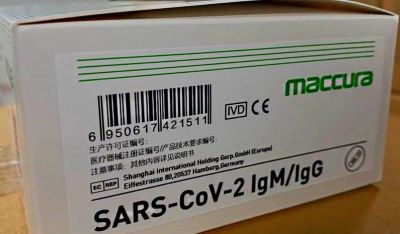 maccura
IVD CE
6 950617 421511
生产许可证编号:
医疗器械注册证编号/产品技术要求编号:
注意事项: 其他内容详见说明书
EC REP Shanghai international Holding Corp.GmbH (Europe)
Eiffestrasse 80,20537 Hamburg,Germany
SARS-CoV-2 IgM/IgG